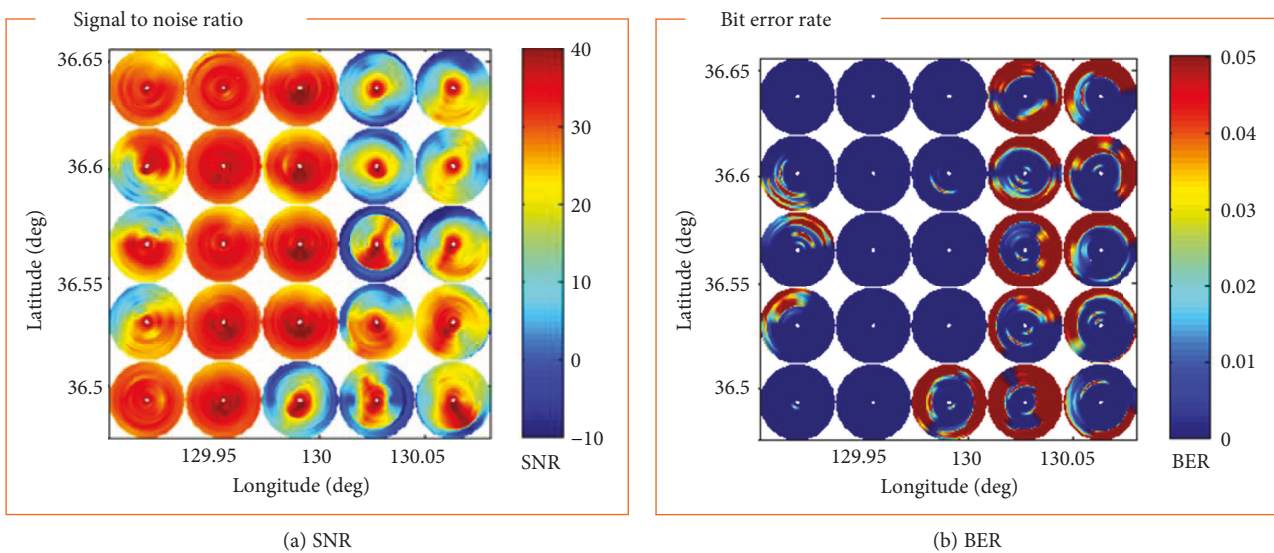 Signal to noise ratio
36.65
36.6
36.55
36.5
Latitude (deg)
129.95
130
130.05
Longitude (deg)
40
30
20
10
0
−10
SNR
(a) SNR
Bit error rate
36.65
36.6
36.55
36.5
Latitude (deg)
129.95
130
130.05
Longitude (deg)
0.05
0.04
0.03
0.02
0.01
0
BER
(b) BER